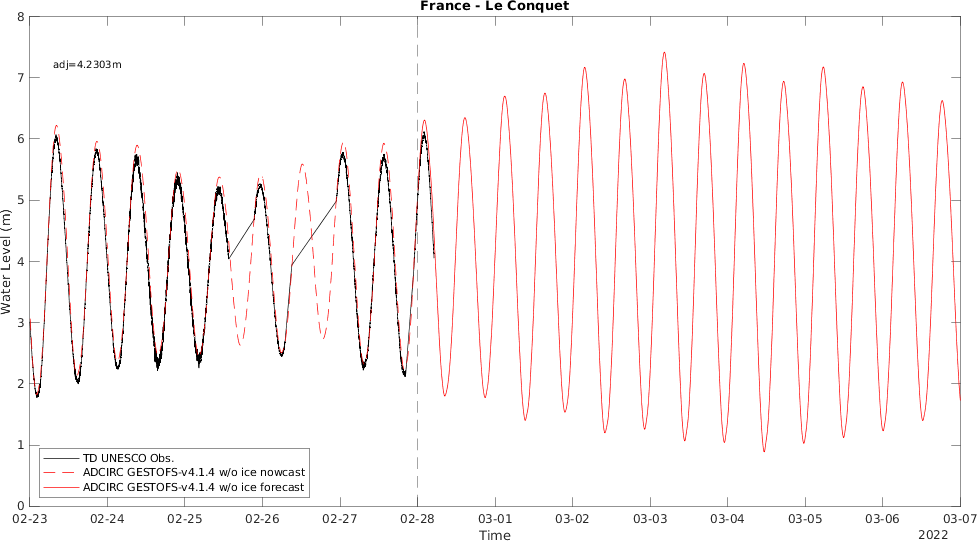 France - Le Conquet
adj=4.2303m
Water Level (m)
8
7
6
5
4
3
2
1
0
TD UNESCO Obs.
ADCIRC GESTOFS-v4.1.4 w/o ice nowcast
ADCIRC GESTOFS-v4.1.4 w/o ice forecast
02-23 02-24 02-25 02-26 02-27 02-28 03-01 03-02 03-03 03-04 03-05 03-06 03-07
Time
2022